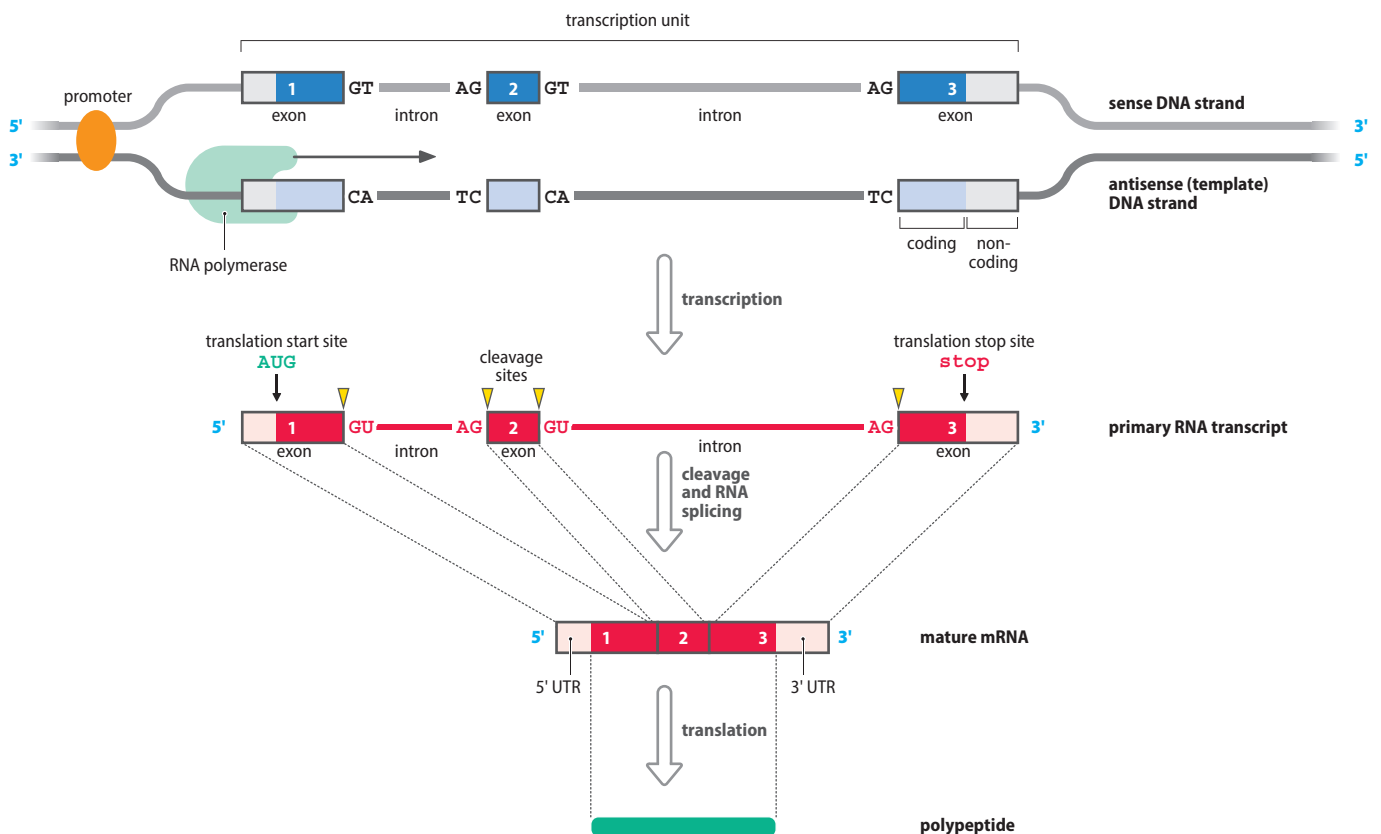 transcription unit
promoter
1
GT
AG
2
GT
AG
3
exon
intron
exon
intron
exon
sense DNA strand
5'
3'
3'
5'
CA
TC
CA
TC
antisense (template)
DNA strand
RNA polymerase
coding
non-
coding
transcription
translation start site
AUG
cleavage
sites
translation stop site
stop
5'
1
GU
AG
2
GU
AG
3
3'
primary RNA transcript
exon
intron
exon
intron
exon
cleavage
and RNA
splicing
5'
1
2
3
3'
mature mRNA
5' UTR
3' UTR
translation
polypeptide